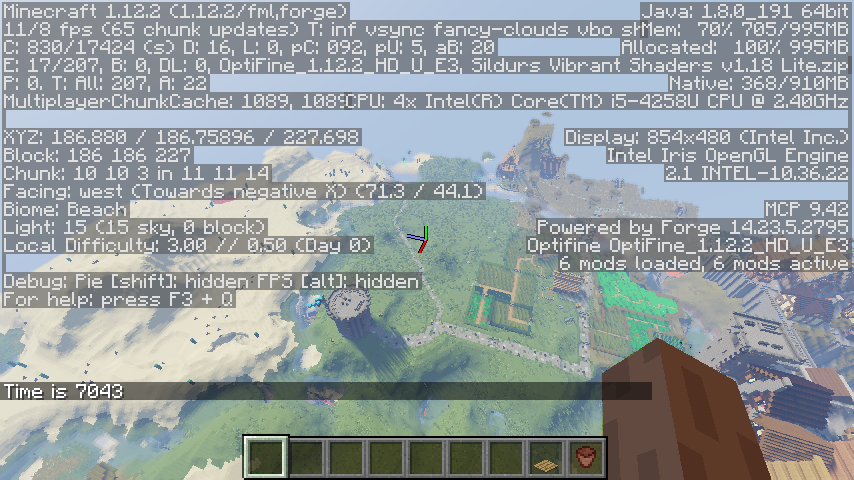 Minecraft 1.12.2 (1.12.2/fml,forge)
Java: 1.8.0_191 64bit
11/8 fps (65 chunk updates) T: inf vsync fancy-clouds vbo sh
Mem: 70% 705/995MB
C: 830/17424 (s) D: 16, L: 0, pC: 092, pU: 5, aB: 20
Allocated: 100% 995MB
E: 17/207, B: 0, DL: 0, OptiFine_1.12.2_HD_U_E3, Sildurs Vibrant Shaders v1.18 Lite.zip
P: 0, T: All: 207, A: 22
Native: 368/910MB
MultiplayerChunkCache: 1089, 1089
CPU: 4x Intel(R) Core(TM) i5-4258U CPU @ 2.40GHz
XYZ: 186.880 / 186.75896 / 227.698
Display: 854x480 (Intel Inc.)
Block: 186 186 227
Intel Iris OpenGL Engine
Chunk: 10 10 3 in 11 11 14
2.1 INTEL-10.36.22
Facing: west (Towards negative X) (71.3 / 44.1)
Biome: Beach
MCP 9.42
Light: 15 (15 sky, 0 block)
Powered by Forge 14.23.5.2795
Local Difficulty: 3.00 // 0.50 (Day 0)
Optifine OptiFine_1.12.2_HD_U_E3
6 mods loaded, 6 mods active
Debug: Pie [shift]: hidden FPS [alt]: hidden
For help: press F3 + Q
Time is 7043